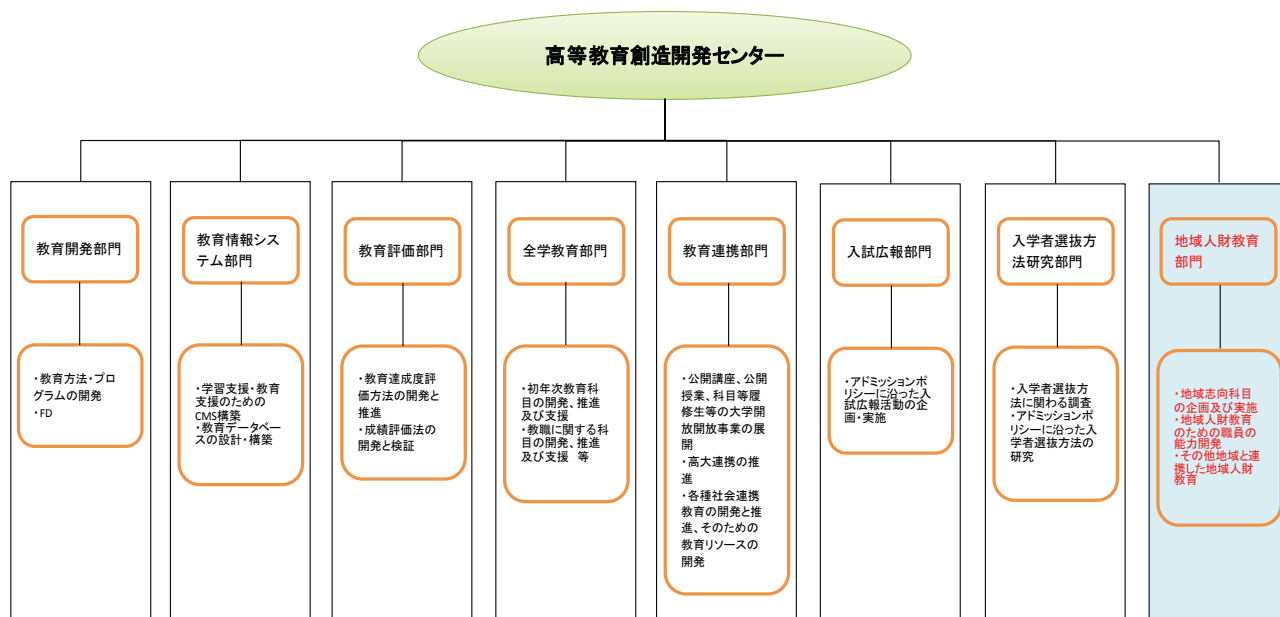 高等教育創造開発センター
教育開発部門
教育情報シス
テム部門
教育評価部門
全学教育部門
教育連携部門
入試広報部門
入学者選抜方
法研究部門
地域人財教育
部門
・教育方法・プロ
グラムの開発
・FD
・学習支援・教育
支援のための
CMS構築
・教育データベー
スの設計・構築
・教育達成度評
価方法の開発と
推進
・成績評価法の
開発と検証
・初年次教育科
目の開発、推進
及び支援
・教職に関する科
目の開発、推進
及び支援 等
・公開講座、公開
授業、科目等履
修生等の大学開
放開放事業の展
開
・高大連携の推
進
・各種社会連携
教育の開発と推
進、そのための
教育リソースの
開発
・アドミッションポ
リシーに沿った入
試広報活動の企
画・実施
・入学者選抜方
法に関わる調査
・アドミッションポ
リシーに沿った入
学者選抜方法の
研究
・地域志向科目
の企画及び実施
・地域人財教育
のための職員の
能力開発
・その他地域と連
携した地域人財
教育